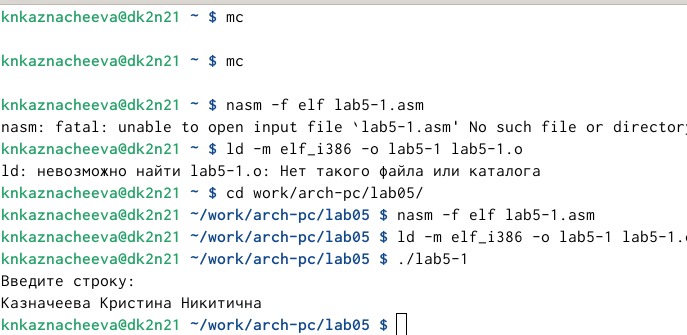 knkaznacheeva@dk2n21 ~ $ mc
knkaznacheeva@dk2n21 ~ $ mc
knkaznacheeva@dk2n21 ~ $ nasm -f elf lab5-1.asm
nasm: fatal: unable to open input file `lab5-1.asm' No such file or directory
knkaznacheeva@dk2n21 ~ $ ld -m elf_i386 -o lab5-1 lab5-1.o
ld: невозможно найти lab5-1.o: Нет такого файла или каталога
knkaznacheeva@dk2n21 ~ $ cd work/arch-pc/lab05/
knkaznacheeva@dk2n21 ~/work/arch-pc/lab05 $ nasm -f elf lab5-1.asm
knkaznacheeva@dk2n21 ~/work/arch-pc/lab05 $ ld -m elf_i386 -o lab5-1 lab5-1.o
knkaznacheeva@dk2n21 ~/work/arch-pc/lab05 $ ./lab5-1
Введите строку:
Казначеева Кристина Никитична
knkaznacheeva@dk2n21 ~/work/arch-pc/lab05 $